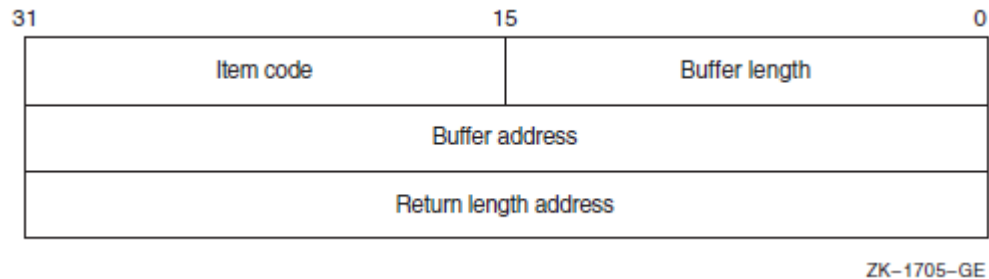 31 15 0
Item code Buffer length
Buffer address
Return length address
ZK–1705–GE